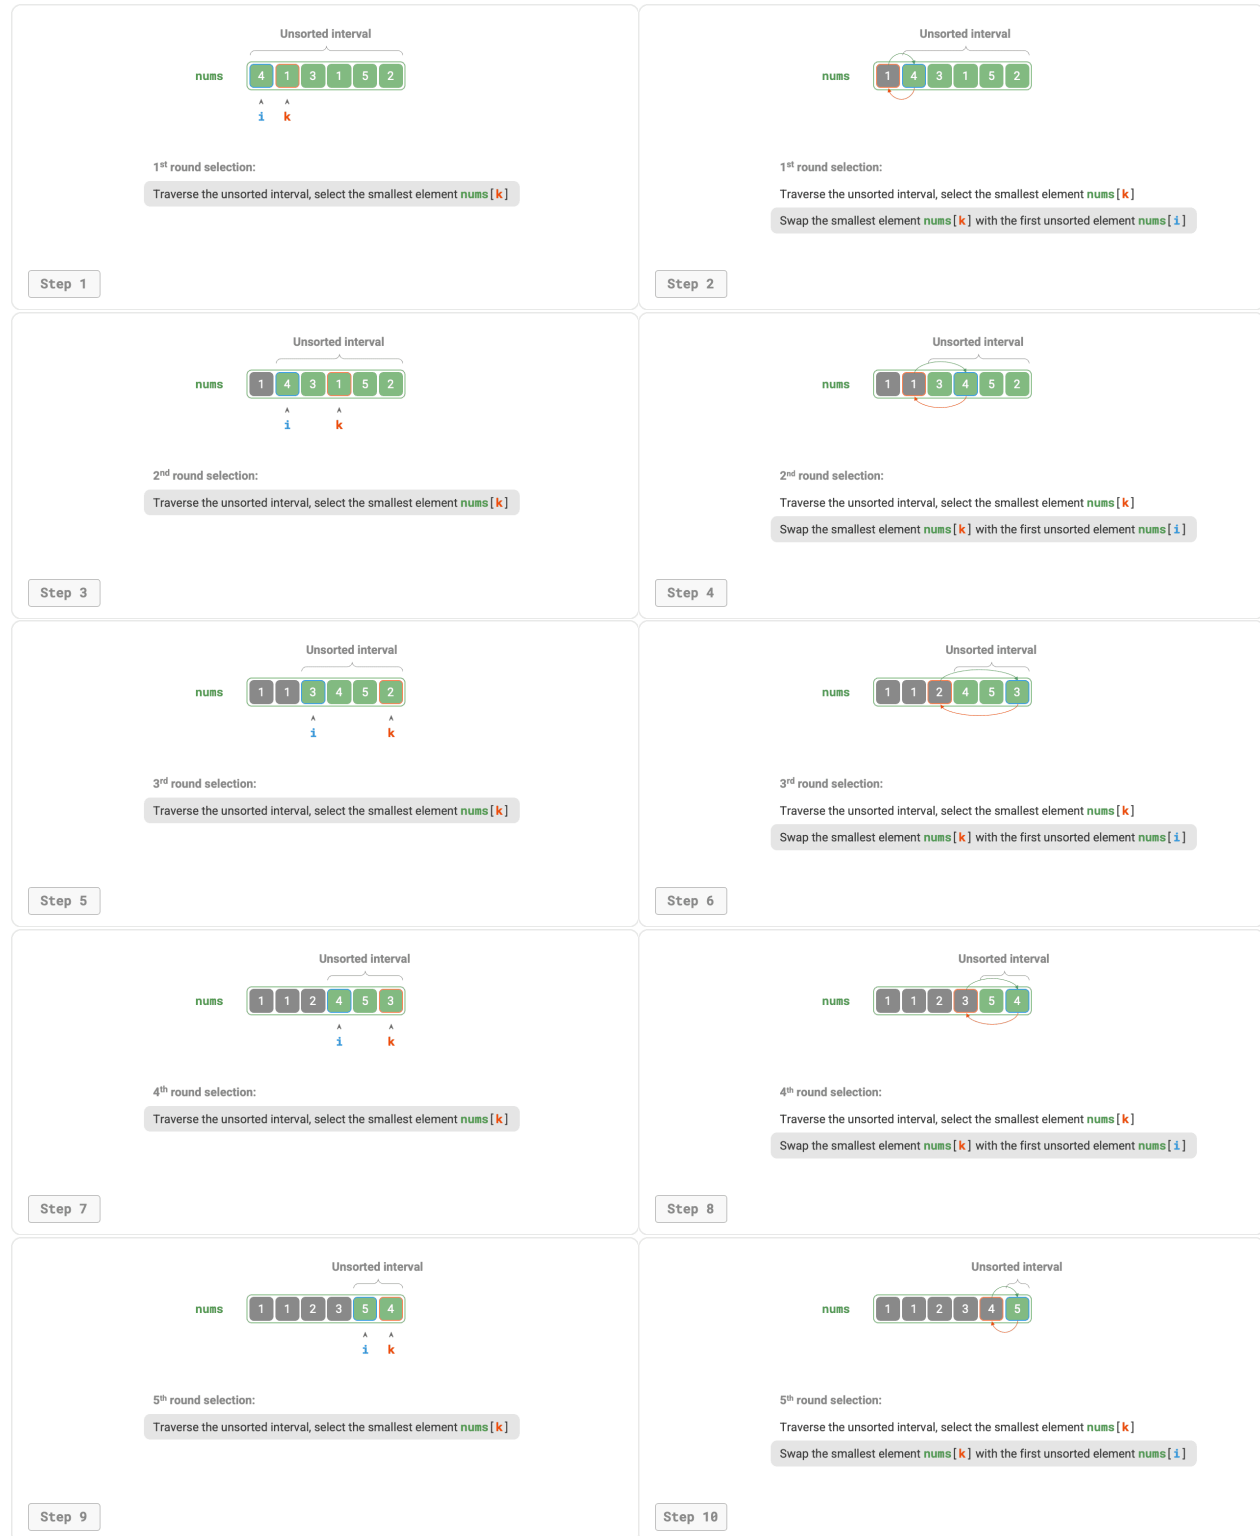 Unsorted interval
nums 4 1 3 1 5 2
i k
1st round selection:
Traverse the unsorted interval, select the smallest element nums[k]
Step 1
Unsorted interval
nums 1 4 3 1 5 2
1st round selection:
Traverse the unsorted interval, select the smallest element nums[k]
Swap the smallest element nums[k] with the first unsorted element nums[i]
Step 2
Unsorted interval
nums 1 4 3 1 5 2
i k
2nd round selection:
Traverse the unsorted interval, select the smallest element nums[k]
Step 3
Unsorted interval
nums 1 1 3 4 5 2
2nd round selection:
Traverse the unsorted interval, select the smallest element nums[k]
Swap the smallest element nums[k] with the first unsorted element nums[i]
Step 4
Unsorted interval
nums 1 1 3 4 5 2
i k
3rd round selection:
Traverse the unsorted interval, select the smallest element nums[k]
Step 5
Unsorted interval
nums 1 1 2 4 5 3
3rd round selection:
Traverse the unsorted interval, select the smallest element nums[k]
Swap the smallest element nums[k] with the first unsorted element nums[i]
Step 6
Unsorted interval
nums 1 1 2 4 5 3
i k
4th round selection:
Traverse the unsorted interval, select the smallest element nums[k]
Step 7
Unsorted interval
nums 1 1 2 3 5 4
4th round selection:
Traverse the unsorted interval, select the smallest element nums[k]
Swap the smallest element nums[k] with the first unsorted element nums[i]
Step 8
Unsorted interval
nums 1 1 2 3 5 4
i k
5th round selection:
Traverse the unsorted interval, select the smallest element nums[k]
Step 9
Unsorted interval
nums 1 1 2 3 4 5
5th round selection:
Traverse the unsorted interval, select the smallest element nums[k]
Swap the smallest element nums[k] with the first unsorted element nums[i]
Step 10